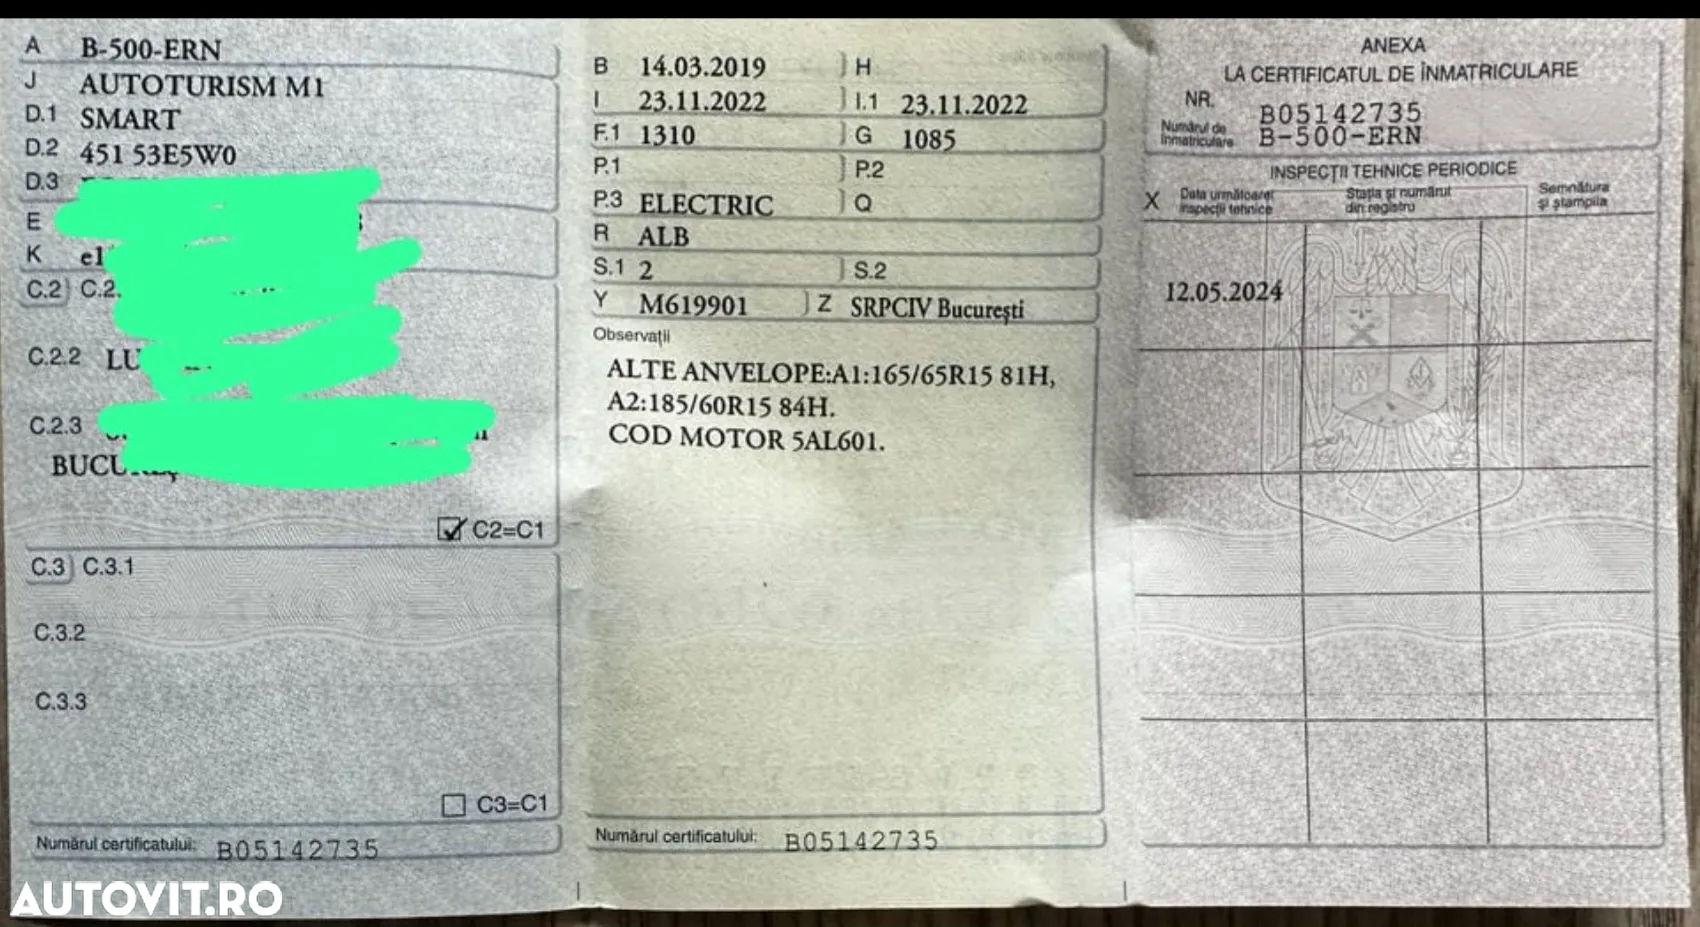 A B-500-ERN
J AUTOTURISM M1
D.1 SMART
D.2 451 53E5W0
D.3
E
K e1
C.2 C.2.
C.2.2 LU
C.2.3
BUCUREȘ
C2=C1
C.3 C.3.1
C.3.2
C.3.3
C3=C1
Numărul certificatului: B05142735
B 14.03.2019 H
I 23.11.2022 I.1 23.11.2022
F.1 1310 G 1085
P.1 P.2
P.3 ELECTRIC Q
R ALB
S.1 2 S.2
Y M619901 Z SRPCIV București
Observații
ALTE ANVELOPE:A1:165/65R15 81H,
A2:185/60R15 84H.
COD MOTOR 5AL601.
Numărul certificatului: B05142735
ANEXA
LA CERTIFICATUL DE ÎNMATRICULARE
NR. B05142735
Numărul de
înmatriculare B-500-ERN
INSPECȚII TEHNICE PERIODICE
X Data următoarei
inspecții tehnice
Stația și numărul
din registru
Semnătura
și ștampila
12.05.2024
AUTOVIT.RO